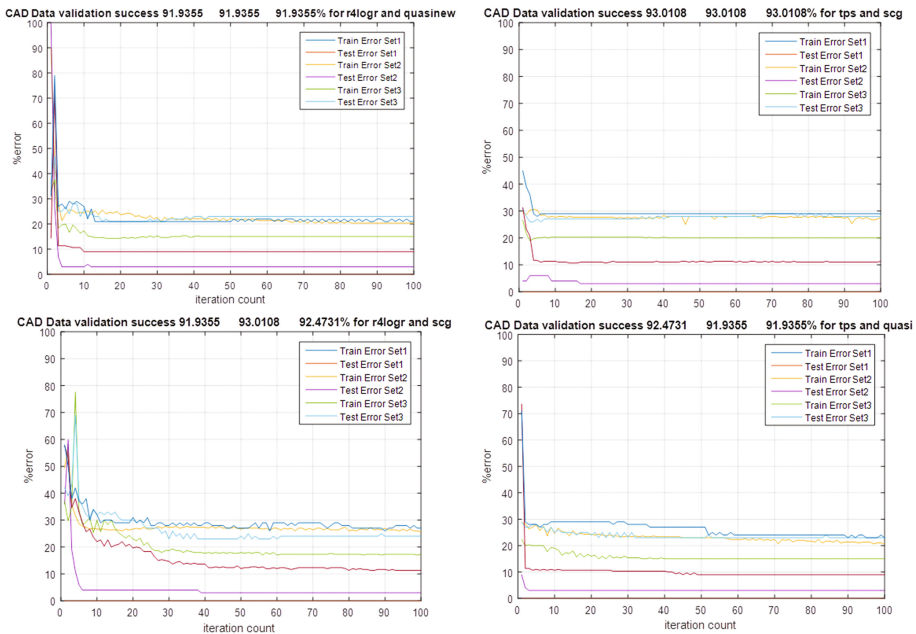 CAD Data validation success 91.9355 91.9355 91.9355% for r4logr and quasinew
100
90
80
70
60
50
40
30
20
10
0
%error
Train Error Set1
Test Error Set1
Train Error Set2
Test Error Set2
Train Error Set3
Test Error Set3
0 10 20 30 40 50 60 70 80 90 100
iteration count
CAD Data validation success 93.0108 93.0108 93.0108% for tps and scg
100
90
80
70
60
50
40
30
20
10
0
%error
Train Error Set1
Test Error Set1
Train Error Set2
Test Error Set2
Train Error Set3
Test Error Set3
0 10 20 30 40 50 60 70 80 90 100
CAD Data validation success 91.9355 93.0108 92.4731% for r4logr and scg
100
90
80
70
60
50
40
30
20
10
0
%error
Train Error Set1
Test Error Set1
Train Error Set2
Test Error Set2
Train Error Set3
Test Error Set3
0 10 20 30 40 50 60 70 80 90 100
iteration count
CAD Data validation success 92.4731 91.9355 91.9355% for tps and quasi
100
90
80
70
60
50
40
30
20
10
0
%error
Train Error Set1
Test Error Set1
Train Error Set2
Test Error Set2
Train Error Set3
Test Error Set3
0 10 20 30 40 50 60 70 80 90 100
iteration count